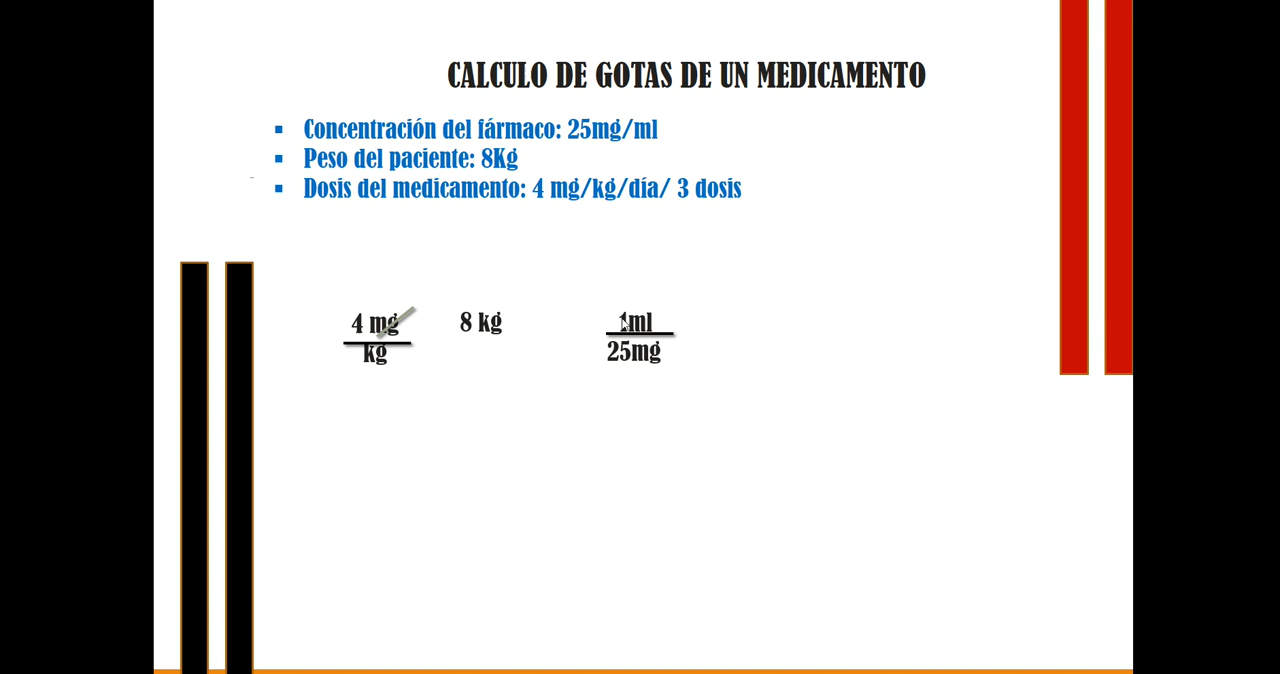 CALCULO DE GOTAS DE UN MEDICAMENTO
▪ Concentración del fármaco: 25mg/ml
▪ Peso del paciente: 8Kg
▪ Dosis del medicamento: 4 mg/kg/día/ 3 dosis
4 mg 8 kg 1ml
kg 25mg